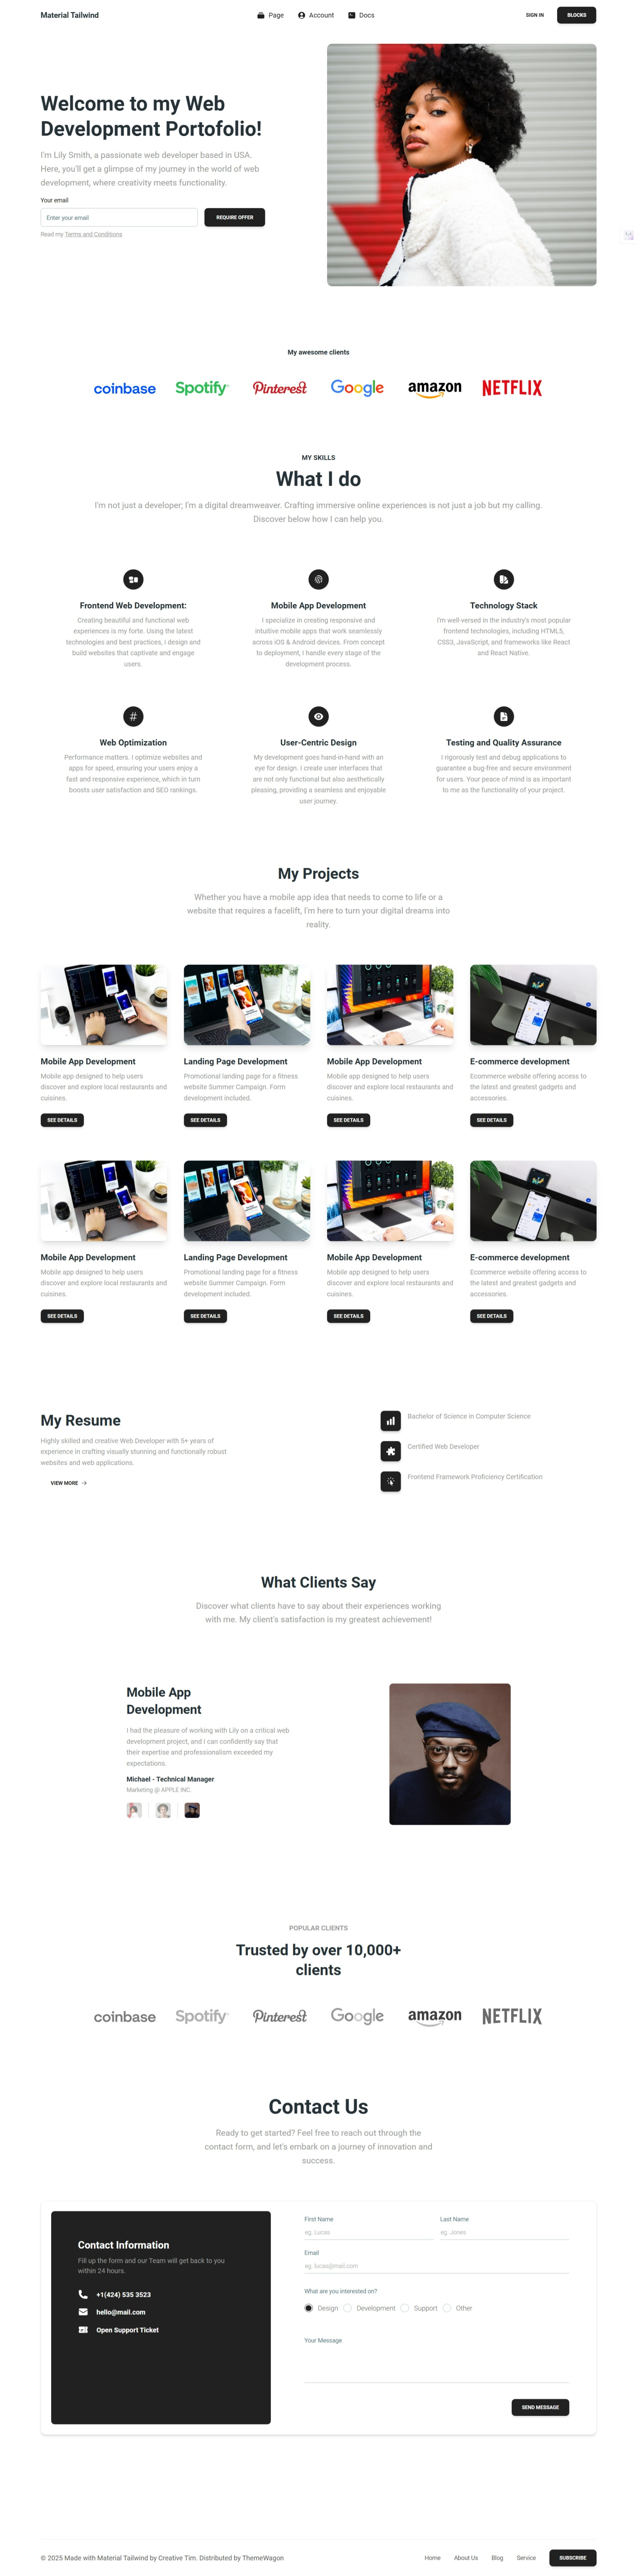 Material Tailwind
Page
Account
Docs
SIGN IN
BLOCKS
Welcome to my Web
Development Portofolio!
I'm Lily Smith, a passionate web developer based in USA.
Here, you'll get a glimpse of my journey in the world of web
development, where creativity meets functionality.
Your email
Enter your email
REQUIRE OFFER
Read my Terms and Conditions
My awesome clients
coinbase
Spotify
Pinterest
Google
amazon
NETFLIX
MY SKILLS
What I do
I'm not just a developer; I'm a digital dreamweaver. Crafting immersive online experiences is not just a job but my calling.
Discover below how I can help you.
Frontend Web Development:
Creating beautiful and functional web
experiences is my forte. Using the latest
technologies and best practices, I design and
build websites that captivate and engage
users.
Mobile App Development
I specialize in creating responsive and
intuitive mobile apps that work seamlessly
across iOS & Android devices. From concept
to deployment, I handle every stage of the
development process.
Technology Stack
I'm well-versed in the industry's most popular
frontend technologies, including HTML5,
CSS3, JavaScript, and frameworks like React
and React Native.
Web Optimization
Performance matters. I optimize websites and
apps for speed, ensuring your users enjoy a
fast and responsive experience, which in turn
boosts user satisfaction and SEO rankings.
User-Centric Design
My development goes hand-in-hand with an
eye for design. I create user interfaces that
are not only functional but also aesthetically
pleasing, providing a seamless and enjoyable
user journey.
Testing and Quality Assurance
I rigorously test and debug applications to
guarantee a bug-free and secure environment
for users. Your peace of mind is as important
to me as the functionality of your project.
My Projects
Whether you have a mobile app idea that needs to come to life or a
website that requires a facelift, I'm here to turn your digital dreams into
reality.
Mobile App Development
Mobile app designed to help users
discover and explore local restaurants and
cuisines.
SEE DETAILS
Landing Page Development
Promotional landing page for a fitness
website Summer Campaign. Form
development included.
SEE DETAILS
Mobile App Development
Mobile app designed to help users
discover and explore local restaurants and
cuisines.
SEE DETAILS
E-commerce development
Ecommerce website offering access to
the latest and greatest gadgets and
accessories.
SEE DETAILS
Mobile App Development
Mobile app designed to help users
discover and explore local restaurants and
cuisines.
SEE DETAILS
Landing Page Development
Promotional landing page for a fitness
website Summer Campaign. Form
development included.
SEE DETAILS
Mobile App Development
Mobile app designed to help users
discover and explore local restaurants and
cuisines.
SEE DETAILS
E-commerce development
Ecommerce website offering access to
the latest and greatest gadgets and
accessories.
SEE DETAILS
My Resume
Highly skilled and creative Web Developer with 5+ years of
experience in crafting visually stunning and functionally robust
websites and web applications.
VIEW MORE
Bachelor of Science in Computer Science
Certified Web Developer
Frontend Framework Proficiency Certification
What Clients Say
Discover what clients have to say about their experiences working
with me. My client's satisfaction is my greatest achievement!
Mobile App
Development
I had the pleasure of working with Lily on a critical web
development project, and I can confidently say that
their expertise and professionalism exceeded my
expectations.
Michael - Technical Manager
Marketing @ APPLE INC.
POPULAR CLIENTS
Trusted by over 10,000+
clients
coinbase
Spotify
Pinterest
Google
amazon
NETFLIX
Contact Us
Ready to get started? Feel free to reach out through the
contact form, and let's embark on a journey of innovation and
success.
Contact Information
Fill up the form and our Team will get back to you
within 24 hours.
+1(424) 535 3523
hello@mail.com
Open Support Ticket
First Name
eg. Lucas
Last Name
eg. Jones
Email
eg. lucas@mail.com
What are you interested on?
Design
Development
Support
Other
Your Message
SEND MESSAGE
© 2025 Made with Material Tailwind by Creative Tim. Distributed by ThemeWagon
Home
About Us
Blog
Service
SUBSCRIBE